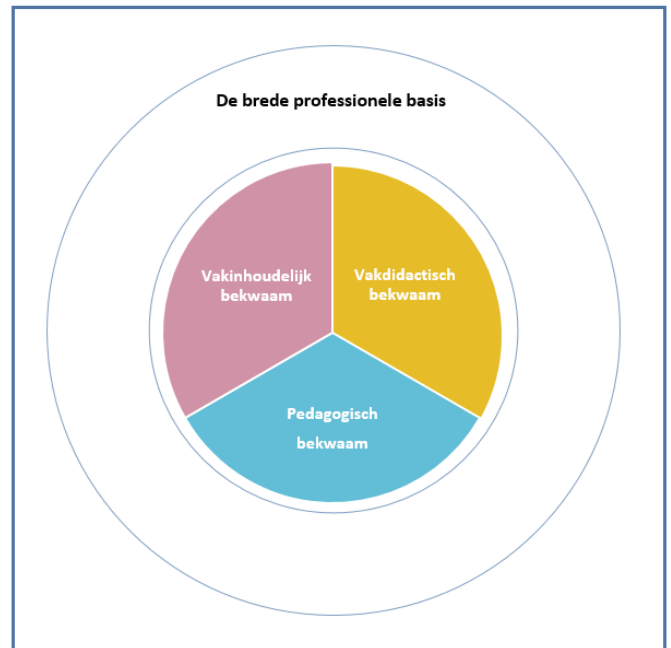 De brede professionele basis
Vakinhoudelijk
bekwaam
Vakdidactisch
bekwaam
Pedagogisch
bekwaam